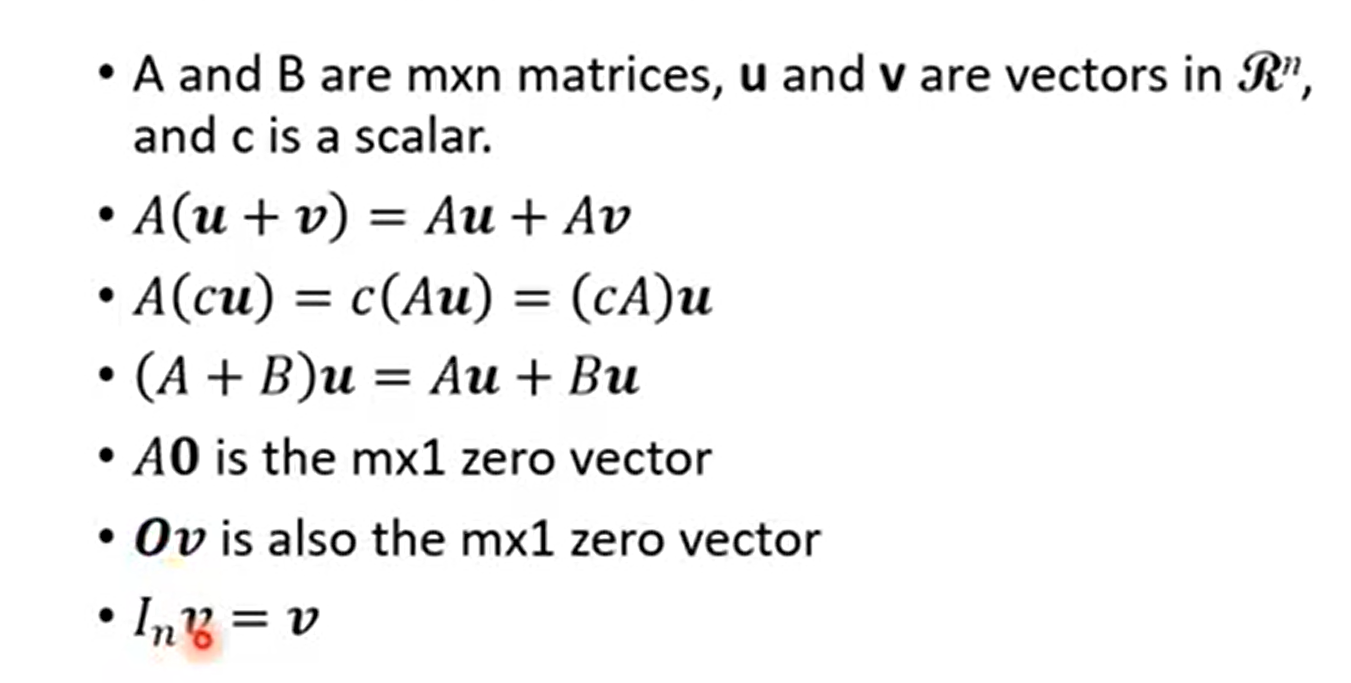 • A and B are mxn matrices, u and v are vectors in ℛⁿ,
and c is a scalar.
• A(u + v) = Au + Av
• A(cu) = c(Au) = (cA)u
• (A + B)u = Au + Bu
• A0 is the mx1 zero vector
• Ov is also the mx1 zero vector
• Iₙv = v